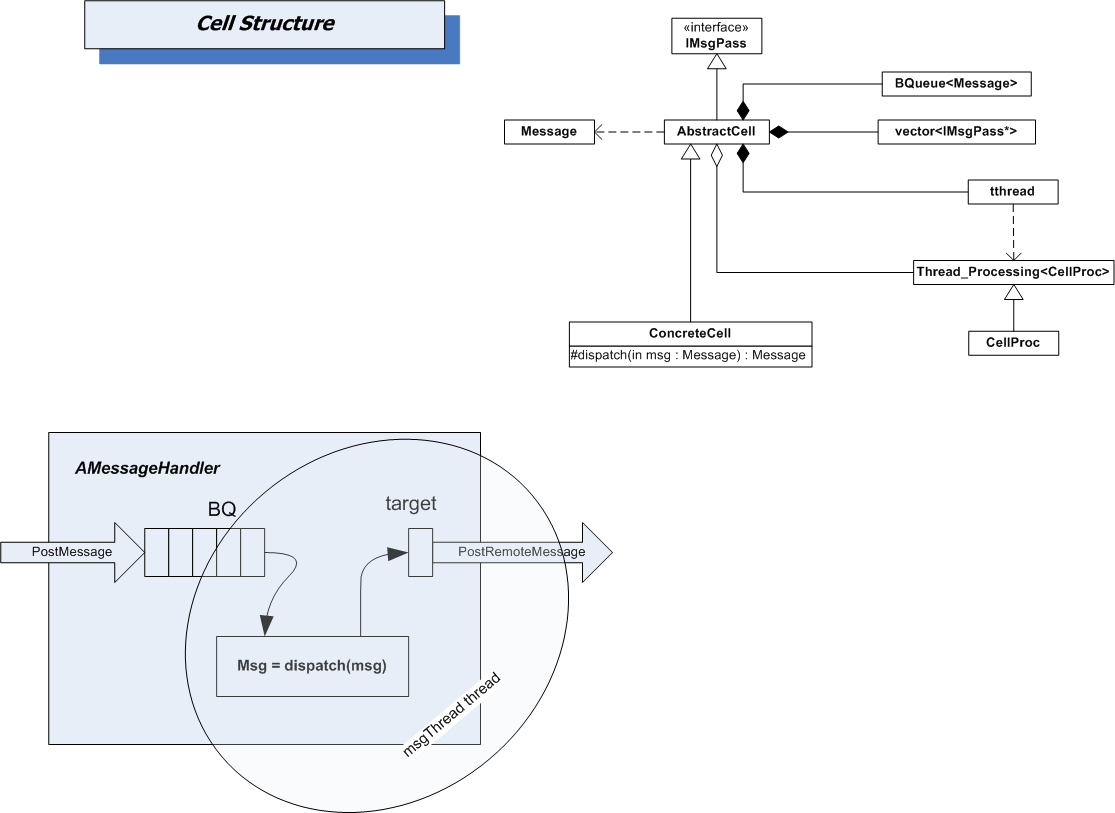 Cell Structure
«interface»
IMsgPass
BQueue<Message>
Message
AbstractCell
vector<IMsgPass*>
tthread
Thread_Processing<CellProc>
ConcreteCell
#dispatch(in msg : Message) : Message
CellProc
AMessageHandler
BQ
target
PostMessage
PostRemoteMessage
Msg = dispatch(msg)
msgThread thread